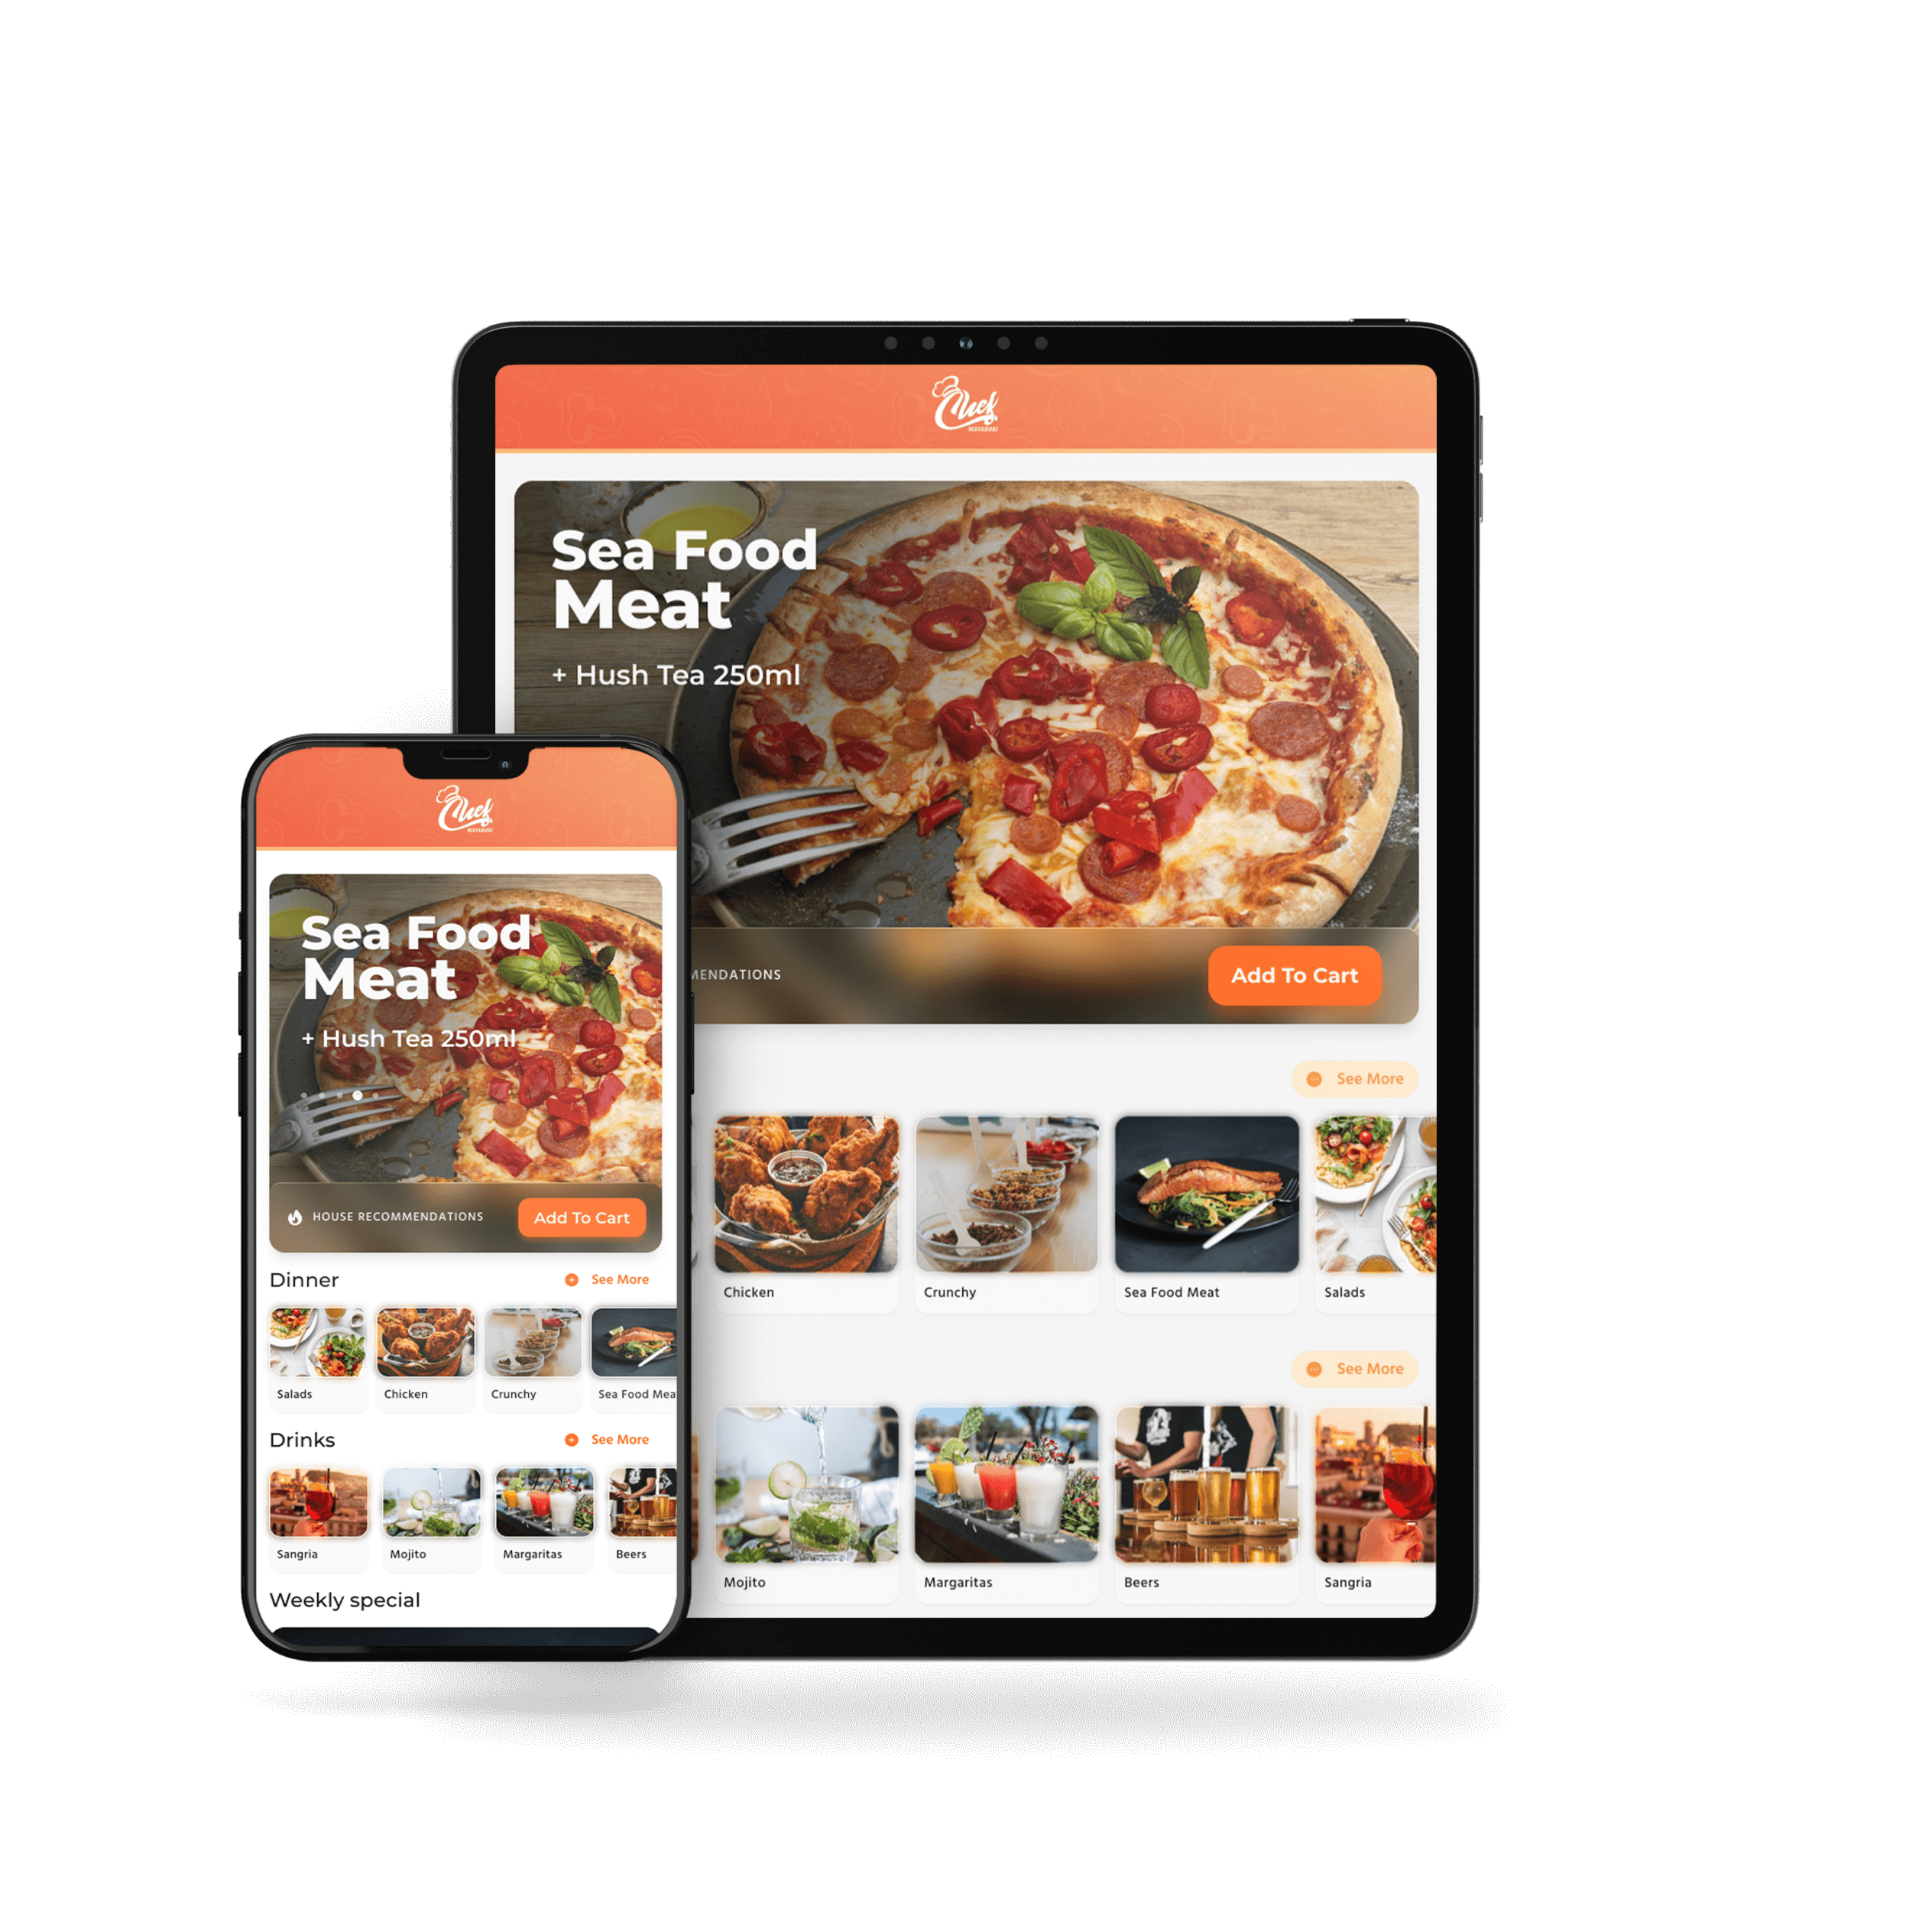 Chef
Sea Food
Meat
+ Hush Tea 250ml
MENDATIONS
Add To Cart
See More
Chicken
Crunchy
Sea Food Meat
Salads
See More
Mojito
Margaritas
Beers
Sangria
Chef
Sea Food
Meat
+ Hush Tea 250ml
HOUSE RECOMMENDATIONS
Add To Cart
Dinner
See More
Salads
Chicken
Crunchy
Sea Food Mea
Drinks
See More
Sangria
Mojito
Margaritas
Beers
Weekly special